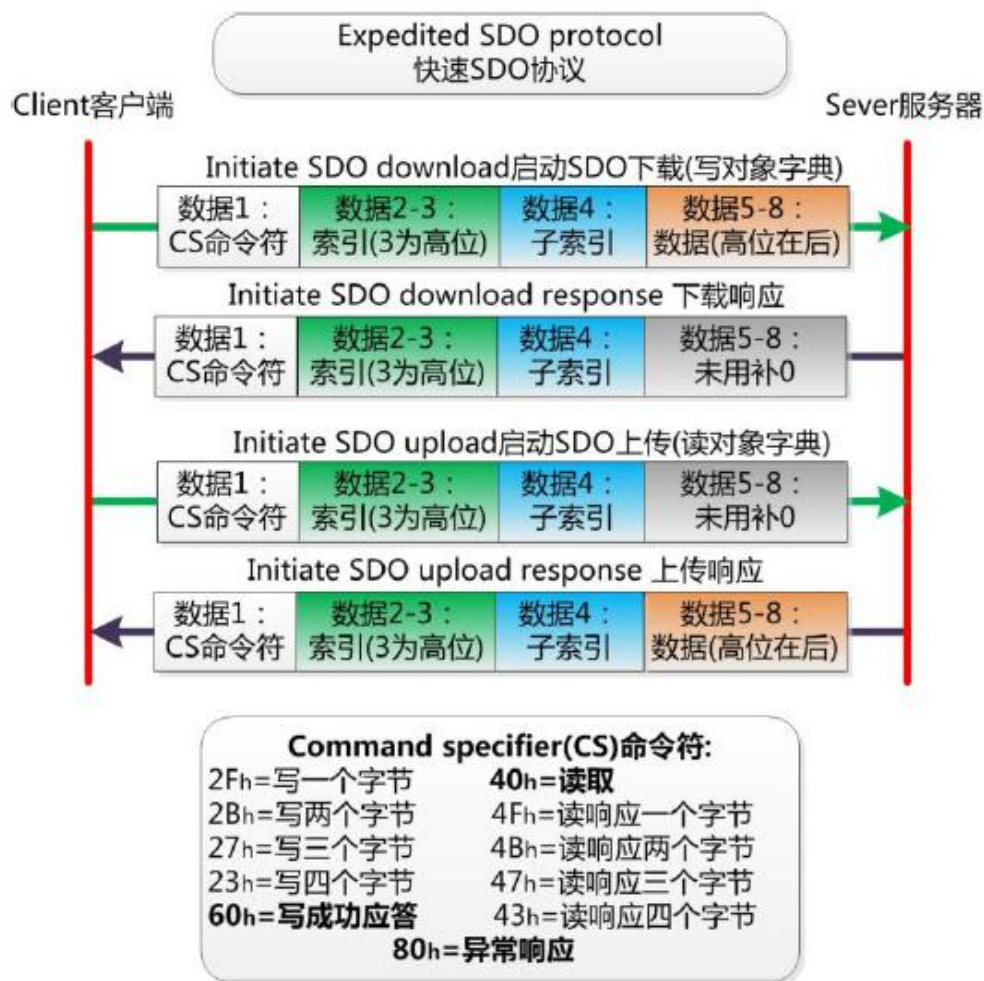 Expedited SDO protocol
快速SDO协议
Client客户端
Sever服务器
Initiate SDO download启动SDO下载(写对象字典)
数据1：
CS命令符
数据2-3：
索引(3为高位)
数据4：
子索引
数据5-8：
数据(高位在后)
Initiate SDO download response 下载响应
数据1：
CS命令符
数据2-3：
索引(3为高位)
数据4：
子索引
数据5-8：
未用补0
Initiate SDO upload启动SDO上传(读对象字典)
数据1：
CS命令符
数据2-3：
索引(3为高位)
数据4：
子索引
数据5-8：
未用补0
Initiate SDO upload response 上传响应
数据1：
CS命令符
数据2-3：
索引(3为高位)
数据4：
子索引
数据5-8：
数据(高位在后)
Command specifier(CS)命令符:
2Fh=写一个字节
40h=读取
2Bh=写两个字节
4Fh=读响应一个字节
27h=写三个字节
4Bh=读响应两个字节
23h=写四个字节
47h=读响应三个字节
60h=写成功应答
43h=读响应四个字节
80h=异常响应